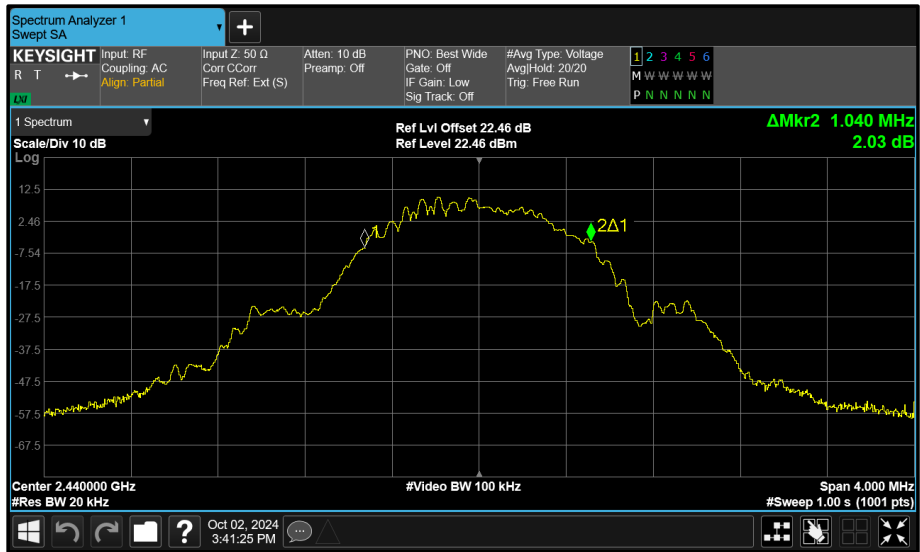 Spectrum Analyzer 1
Swept SA
+
KEYSIGHT
R T
LXI
Input: RF
Coupling: AC
Align: Partial
Input Z: 50 Ω
Corr CCorr
Freq Ref: Ext (S)
Atten: 10 dB
Preamp: Off
PNO: Best Wide
Gate: Off
IF Gain: Low
Sig Track: Off
#Avg Type: Voltage
Avg|Hold: 20/20
Trig: Free Run
1 2 3 4 5 6
M W W W W W
P N N N N N
1 Spectrum
Scale/Div 10 dB
Ref Lvl Offset 22.46 dB
Ref Level 22.46 dBm
ΔMkr2 1.040 MHz
2.03 dB
Log
12.5
2.46
-7.54
-17.5
-27.5
-37.5
-47.5
-57.5
-67.5
1
2Δ1
Center 2.440000 GHz
#Res BW 20 kHz
#Video BW 100 kHz
Span 4.000 MHz
#Sweep 1.00 s (1001 pts)
?
Oct 02, 2024
3:41:25 PM